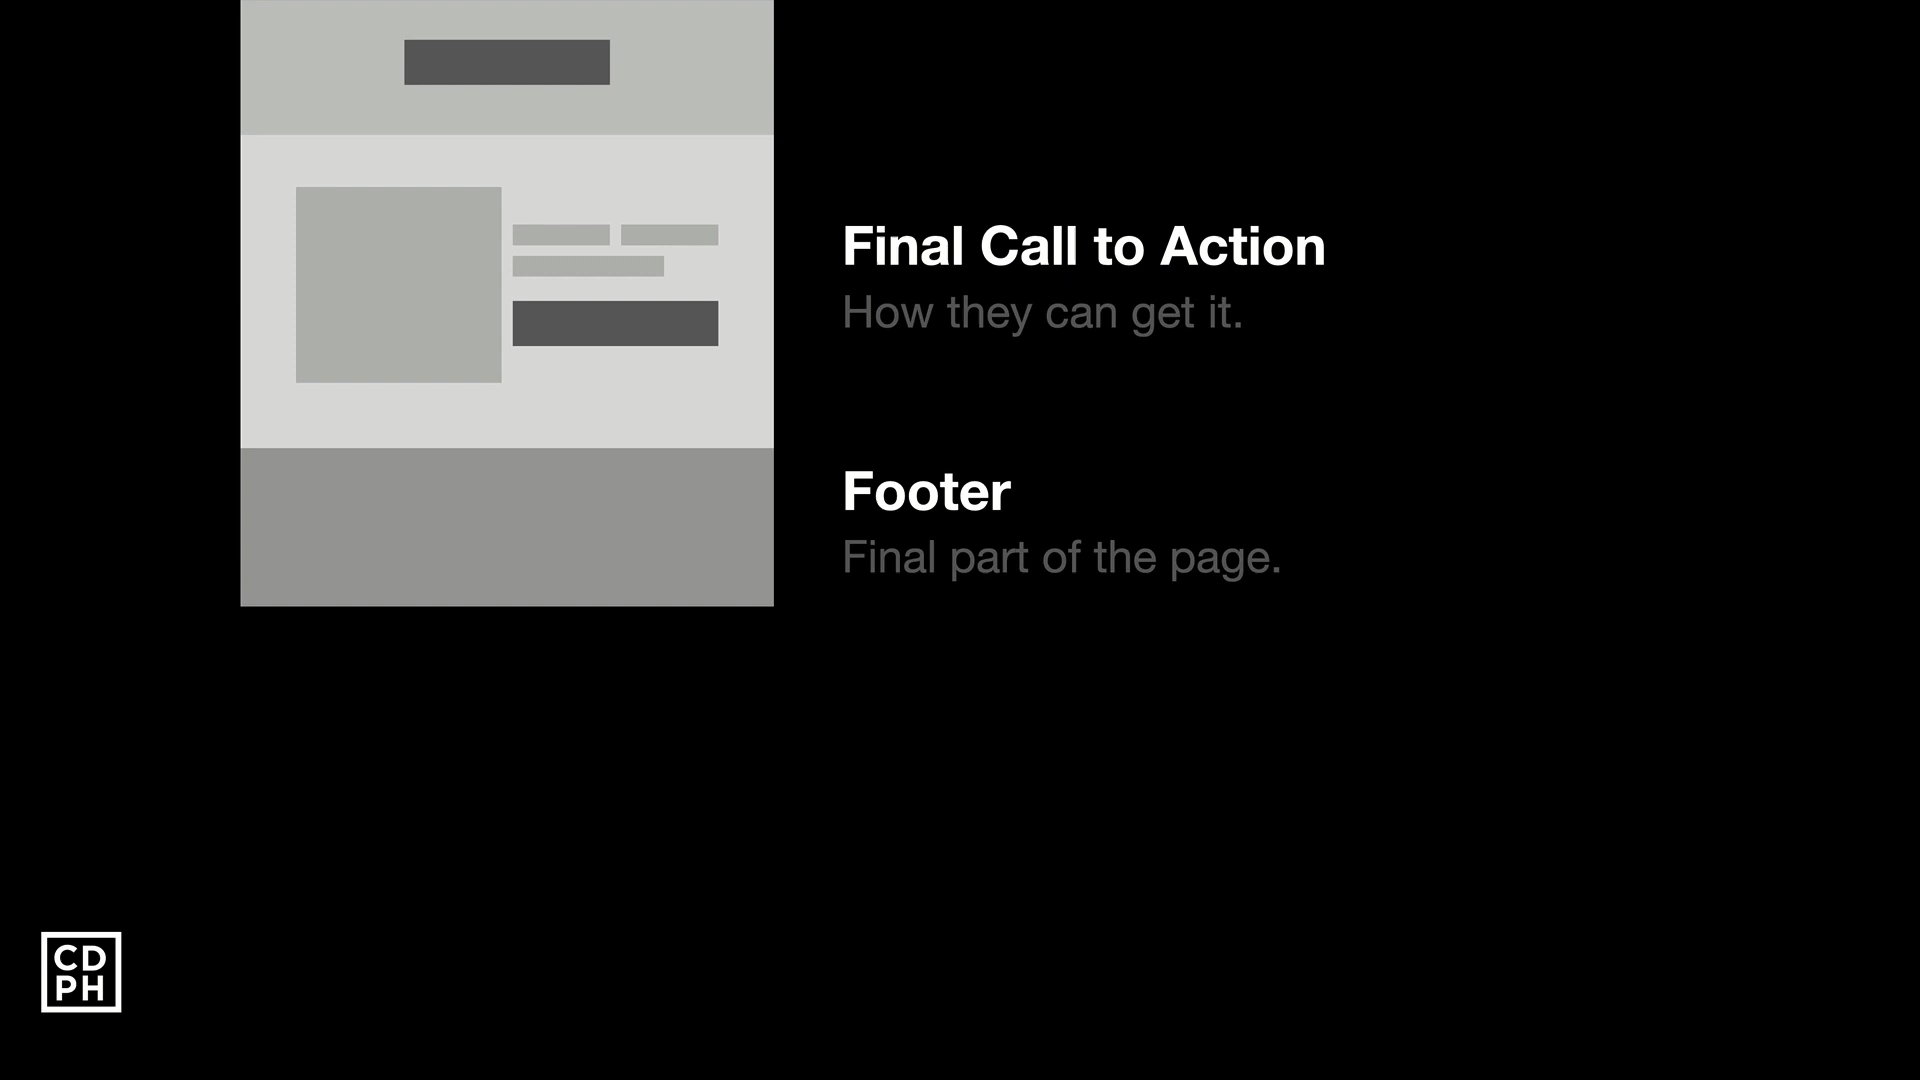 Final Call to Action
How they can get it.
Footer
Final part of the page.
CD
PH